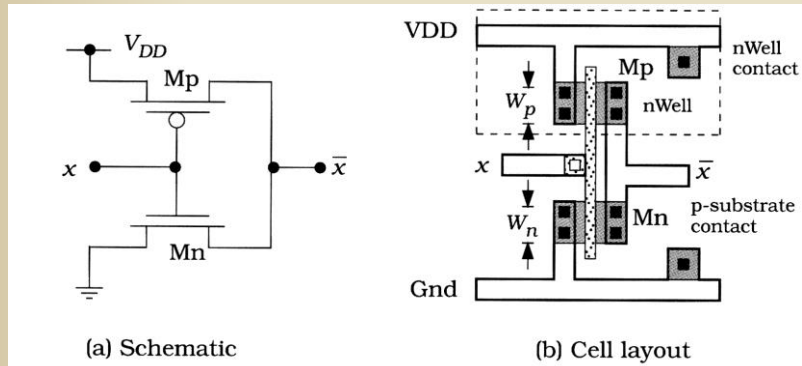 V_DD
Mp
x
x̄
Mn
(a) Schematic
VDD
Mp
nWell
contact
W_p
nWell
x
x̄
W_n
Mn
p-substrate
contact
Gnd
(b) Cell layout